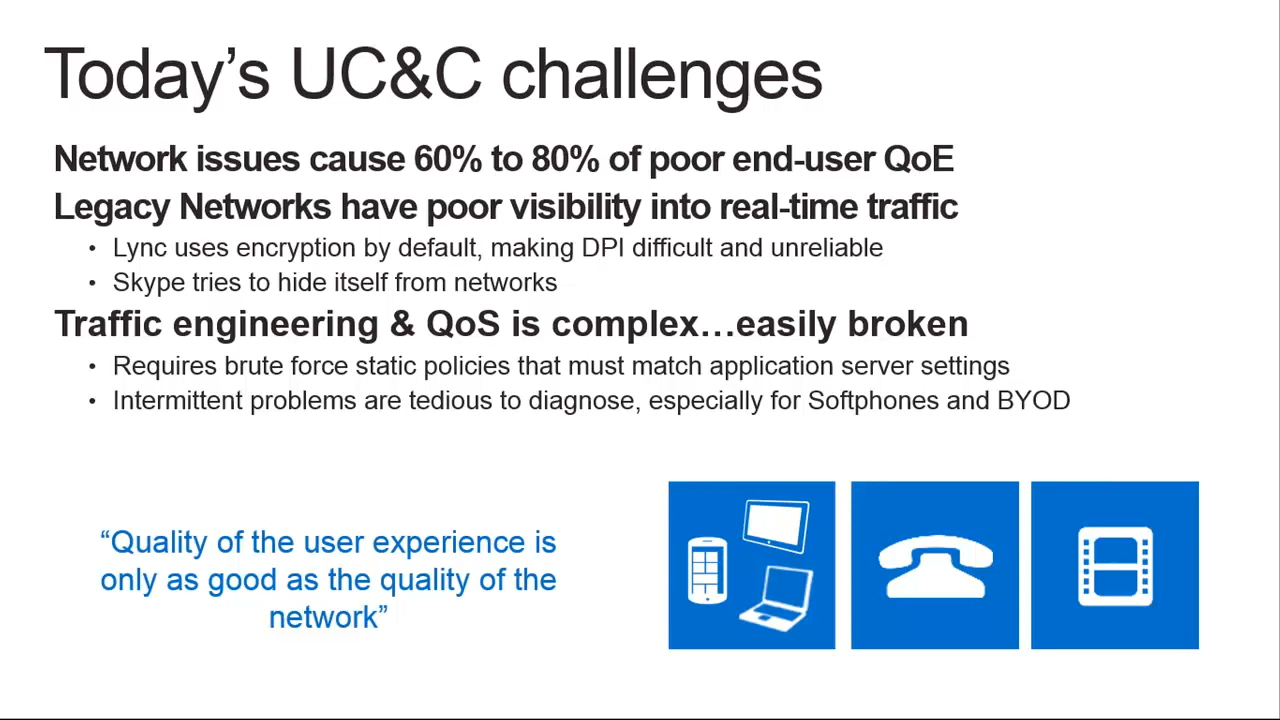 Today’s UC&C challenges
Network issues cause 60% to 80% of poor end-user QoE
Legacy Networks have poor visibility into real-time traffic
• Lync uses encryption by default, making DPI difficult and unreliable
• Skype tries to hide itself from networks
Traffic engineering & QoS is complex…easily broken
• Requires brute force static policies that must match application server settings
• Intermittent problems are tedious to diagnose, especially for Softphones and BYOD
“Quality of the user experience is
only as good as the quality of the
network”